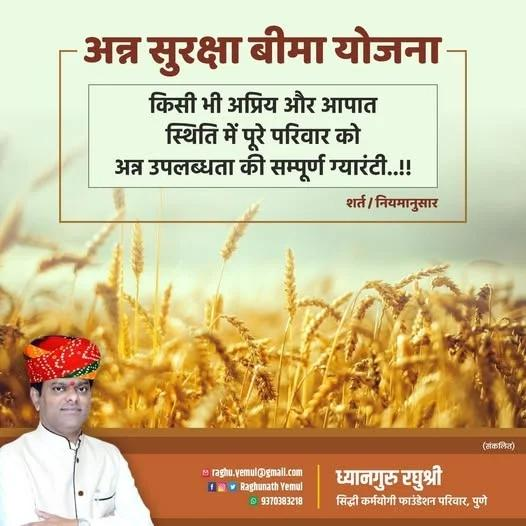 अन्न सुरक्षा बीमा योजना
किसी भी अप्रिय और आपात
स्थिति में पूरे परिवार को
अन्न उपलब्धता की सम्पूर्ण ग्यारंटी..!!
शर्त / नियमानुसार
(संकलित)
raghu.yemul@gmail.com
Raghunath Yemul
9370383218
ध्यानगुरु रघुश्री
सिद्धी कर्मयोगी फाउंडेशन परिवार, पुणे